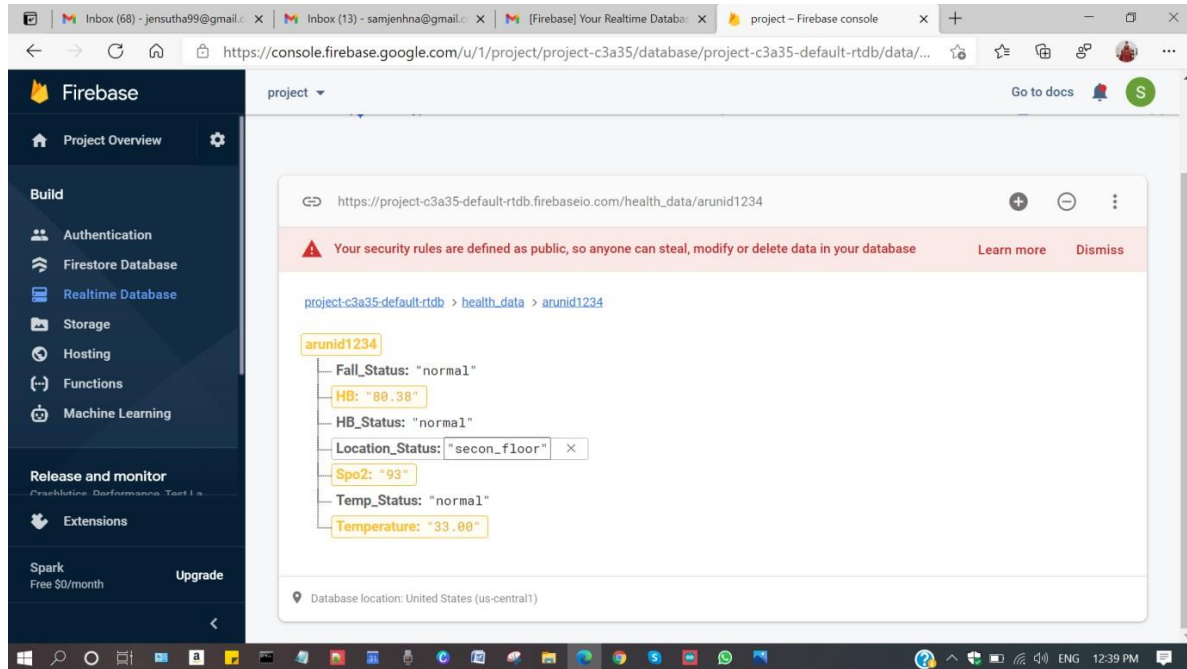 Inbox (68) - jensutha99@gmail.c
Inbox (13) - samjenhna@gmail.c
[Firebase] Your Realtime Databas
project – Firebase console
https://console.firebase.google.com/u/1/project/project-c3a35/database/project-c3a35-default-rtdb/data/...
Firebase
project
Go to docs
S
Project Overview
Build
Authentication
Firestore Database
Realtime Database
Storage
Hosting
Functions
Machine Learning
Release and monitor
Crashlytics, Performance, Test La
Extensions
Spark
Free $0/month
Upgrade
https://project-c3a35-default-rtdb.firebaseio.com/health_data/arunid1234
Your security rules are defined as public, so anyone can steal, modify or delete data in your database
Learn more
Dismiss
project-c3a35-default-rtdb > health_data > arunid1234
arunid1234
Fall_Status: "normal"
HB: "80.38"
HB_Status: "normal"
Location_Status: "secon_floor"
Spo2: "93"
Temp_Status: "normal"
Temperature: "33.00"
Database location: United States (us-central1)
ENG 12:39 PM